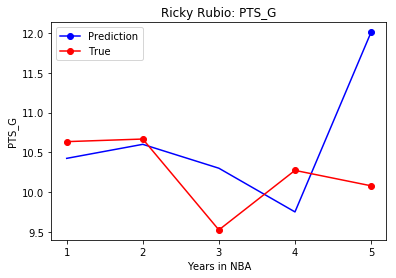 Ricky Rubio: PTS_G
Prediction
True
PTS_G
12.0
11.5
11.0
10.5
10.0
9.5
1 2 3 4 5
Years in NBA